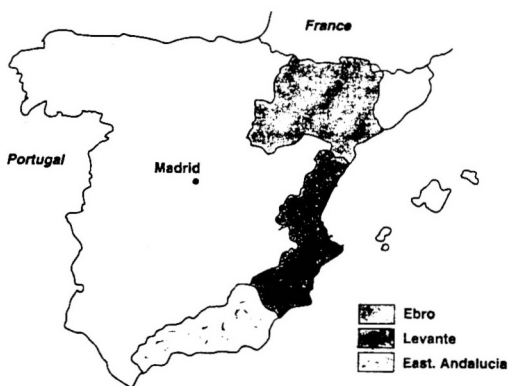 France
Portugal
Madrid
Ebro
Levante
East. Andalucia